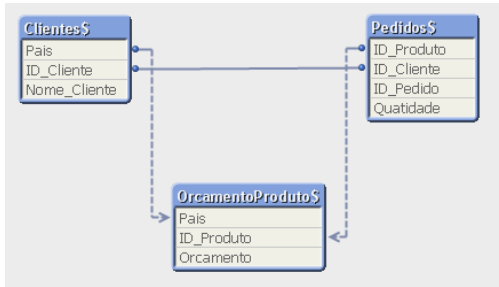 Clientes$
Pais
ID_Cliente
Nome_Cliente
Pedidos$
ID_Produto
ID_Cliente
ID_Pedido
Quatidade
OrcamentoProduto$
Pais
ID_Produto
Orcamento